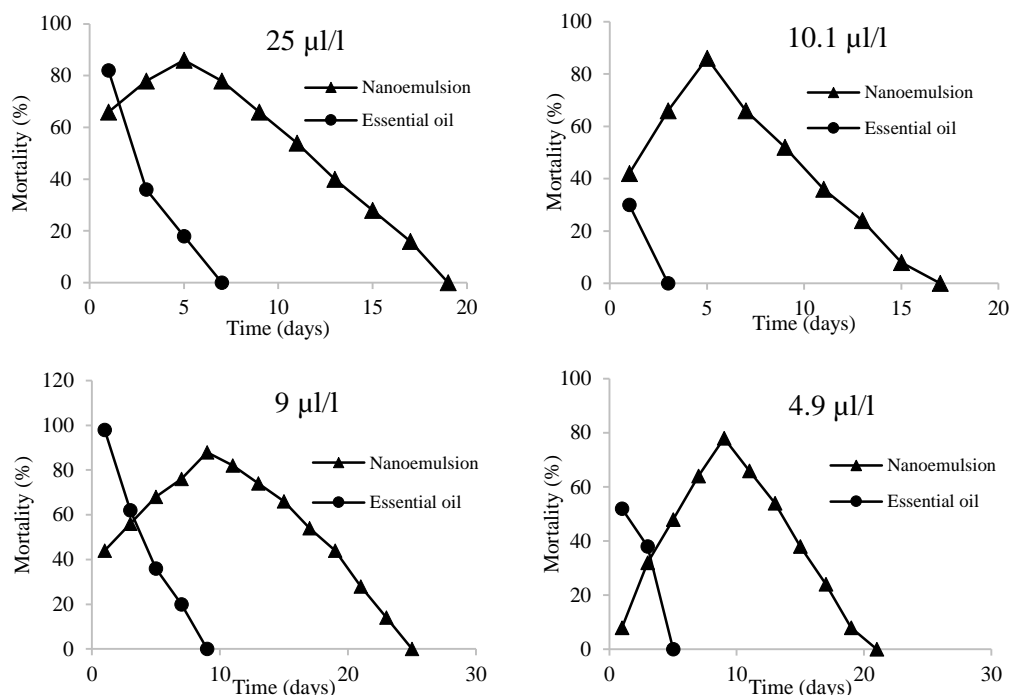 25 µl/l
Mortality (%)
100
80
60
40
20
0
Nanoemulsion
Essential oil
0 5 10 15 20
Time (days)
10.1 µl/l
Mortality (%)
100
80
60
40
20
0
Nanoemulsion
Essential oil
0 5 10 15 20
Time (days)
9 µl/l
Mortality (%)
120
100
80
60
40
20
0
Nanoemulsion
Essential oil
0 10 20 30
Time (days)
4.9 µl/l
Mortality (%)
100
80
60
40
20
0
Nanoemulsion
Essential oil
0 10 20 30
Time (days)